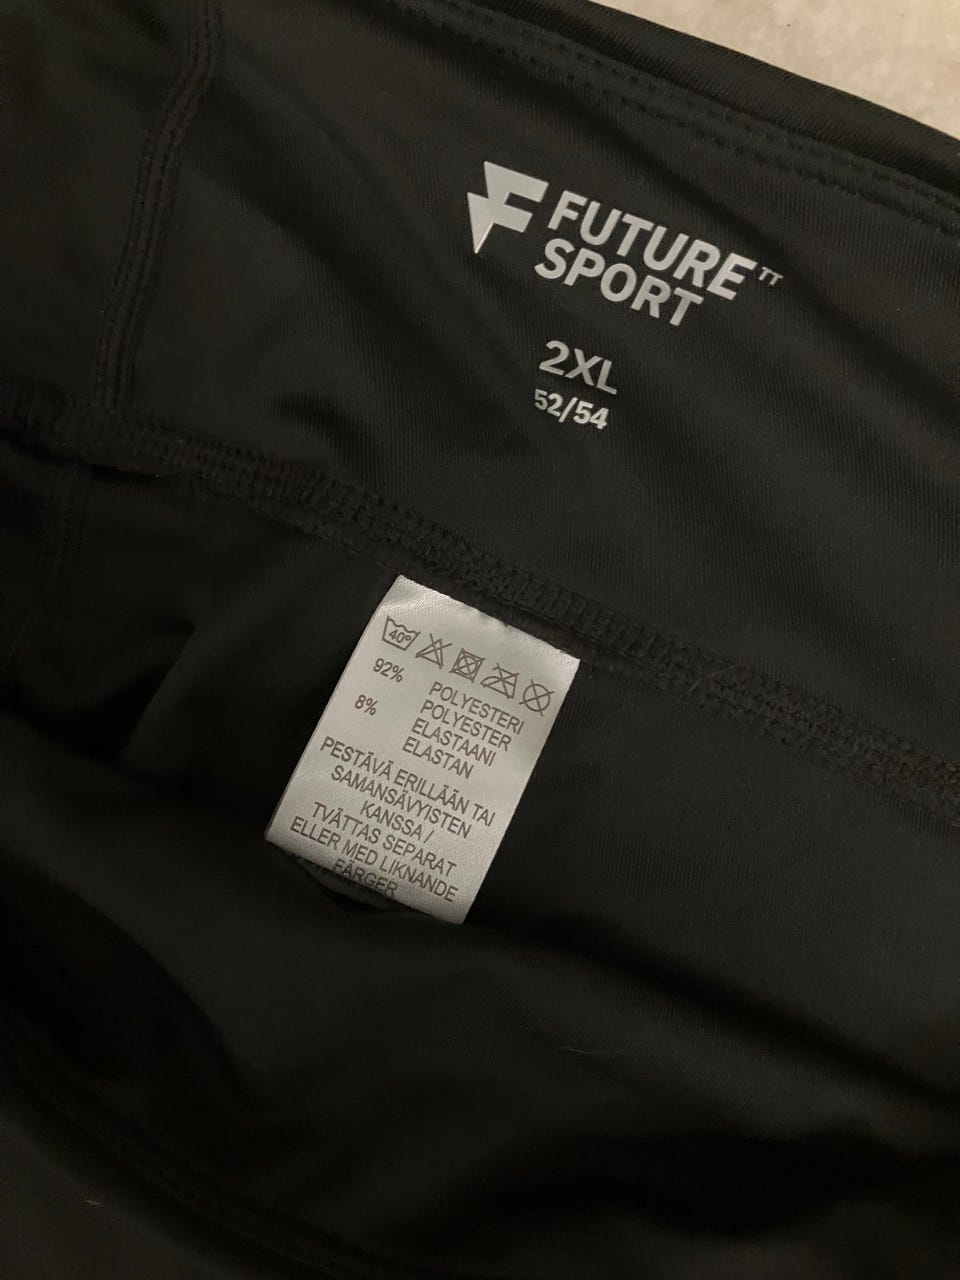 FUTURE
SPORT
2XL
52/54
40°
92% POLYESTERI
POLYESTER
8% ELASTAANI
ELASTAN
PESTÄVÄ ERILLÄÄN TAI
SAMANSÄVYISTEN
KANSSA /
TVÄTTAS SEPARAT
ELLER MED LIKNANDE
FÄRGER